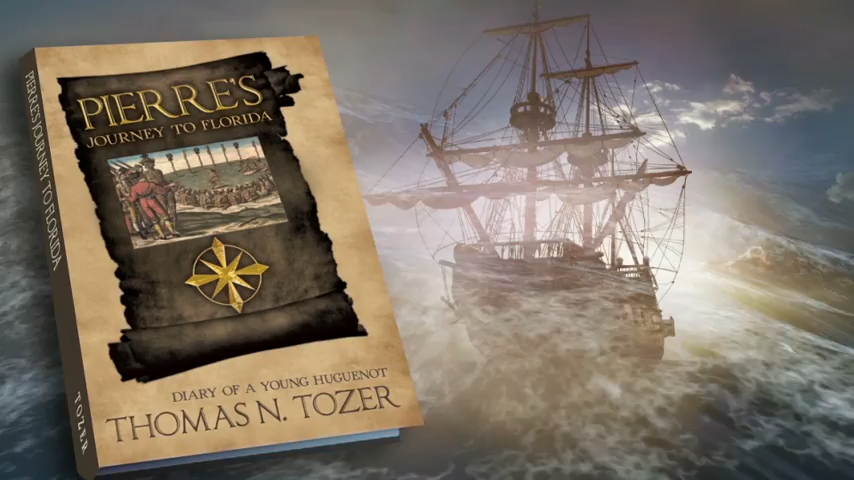 PIERRE'S
JOURNEY TO FLORIDA
DIARY OF A YOUNG HUGUENOT
THOMAS N. TOZER
PIERRE'S JOURNEY TO FLORIDA
TOZER